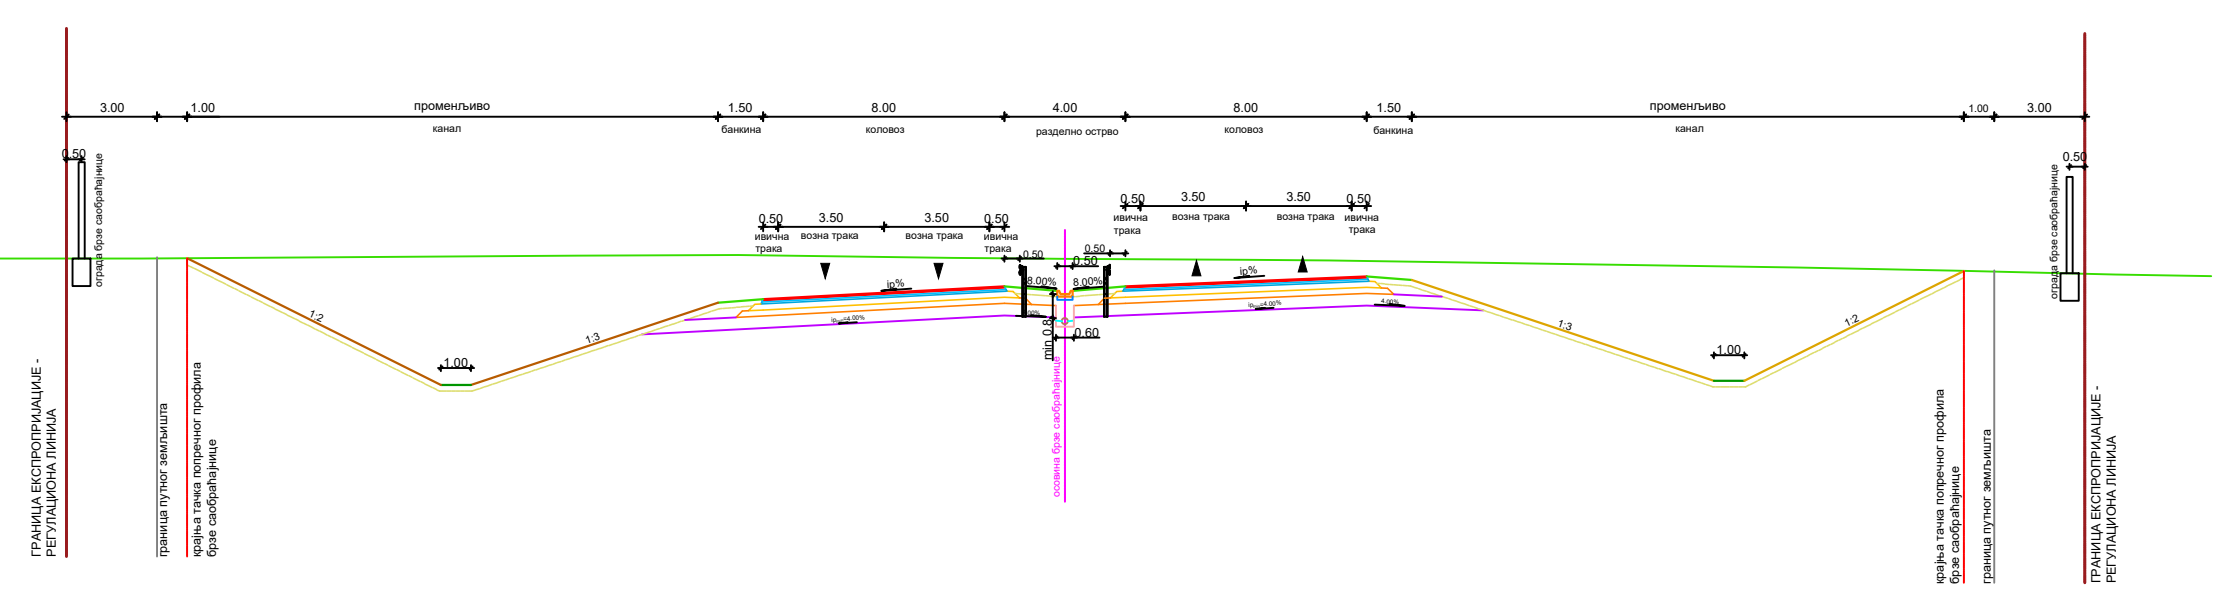 3.00
1.00
променљиво
1.50
8.00
4.00
8.00
1.50
променљиво
1.00
3.00
канал
банкина
коловоз
разделно острво
коловоз
банкина
канал
0.50
0.50
ограда брзе саобраћајнице
ограда брзе саобраћајнице
0.50
3.50
3.50
0.50
ивична
трака
возна трака
возна трака
ивична
трака
0.50
3.50
3.50
0.50
ивична
трака
возна трака
возна трака
ивична
трака
0.50
0.50
0.50
ip%
8.00%
8.00%
ip%
4.00%
1:2
1:3
1.00
min 0.8
0.60
1:3
1:2
1.00
осовина брзе саобраћајнице
ГРАНИЦА ЕКСПРОПРИЈАЦИЈЕ -
РЕГУЛАЦИОНА ЛИНИЈА
граница путног земљишта
крајња тачка попречног профила
брзе саобраћајнице
крајња тачка попречног профила
брзе саобраћајнице
граница путног земљишта
ГРАНИЦА ЕКСПРОПРИЈАЦИЈЕ -
РЕГУЛАЦИОНА ЛИНИЈА